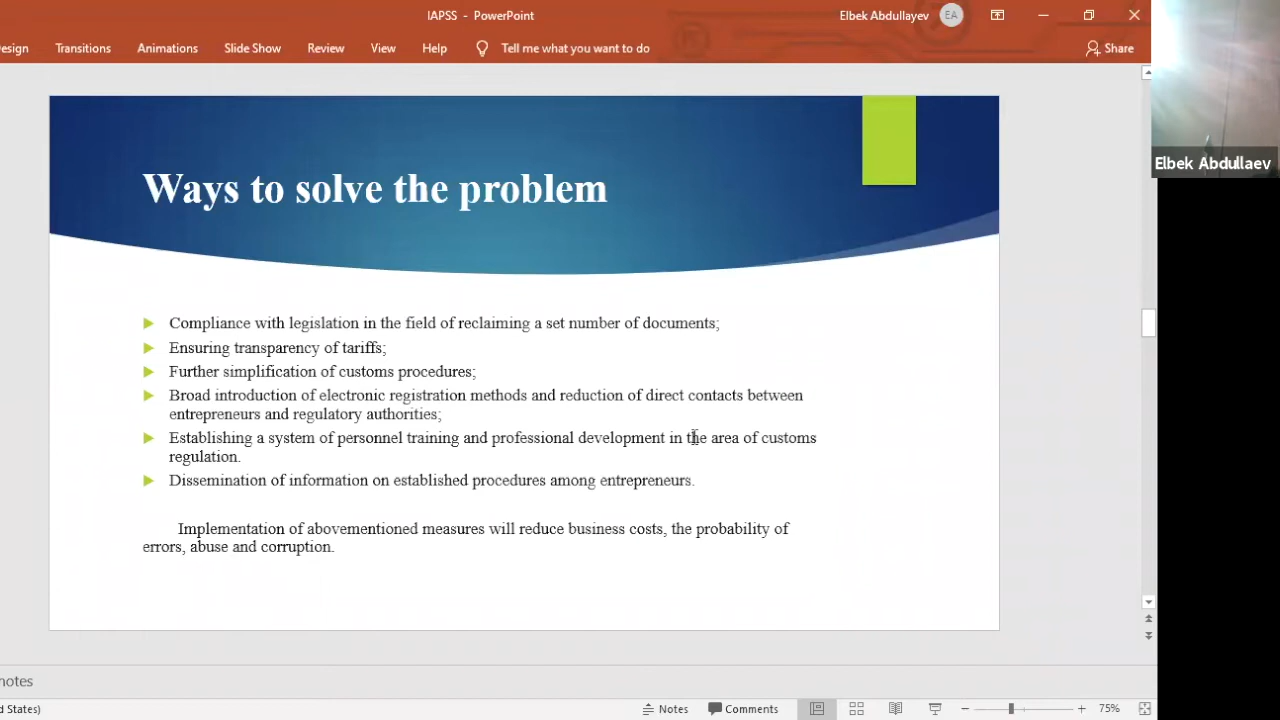 IAPSS - PowerPoint
Elbek Abdullayev
EA
esign
Transitions
Animations
Slide Show
Review
View
Help
Tell me what you want to do
Share
Elbek Abdullaev
Ways to solve the problem
Compliance with legislation in the field of reclaiming a set number of documents;
Ensuring transparency of tariffs;
Further simplification of customs procedures;
Broad introduction of electronic registration methods and reduction of direct contacts between
entrepreneurs and regulatory authorities;
Establishing a system of personnel training and professional development in the area of customs
regulation.
Dissemination of information on established procedures among entrepreneurs.
Implementation of abovementioned measures will reduce business costs, the probability of
errors, abuse and corruption.
notes
d States)
Notes
Comments
75%